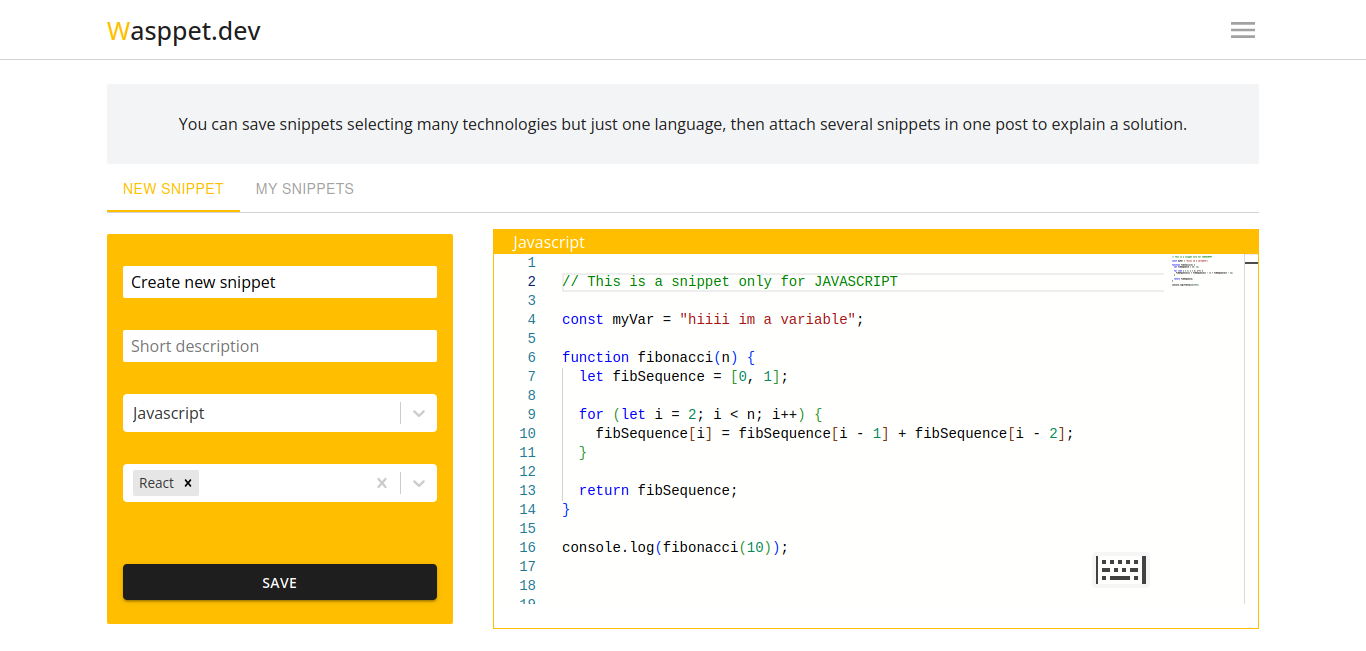 Wasppet.dev
You can save snippets selecting many technologies but just one language, then attach several snippets in one post to explain a solution.
NEW SNIPPET MY SNIPPETS
Create new snippet
Short description
Javascript
React ×
SAVE
Javascript
1
2 // This is a snippet only for JAVASCRIPT
3
4 const myVar = "hiiii im a variable";
5
6 function fibonacci(n) {
7 let fibSequence = [0, 1];
8
9 for (let i = 2; i < n; i++) {
10 fibSequence[i] = fibSequence[i - 1] + fibSequence[i - 2];
11 }
12
13 return fibSequence;
14 }
15
16 console.log(fibonacci(10));
17
18
19